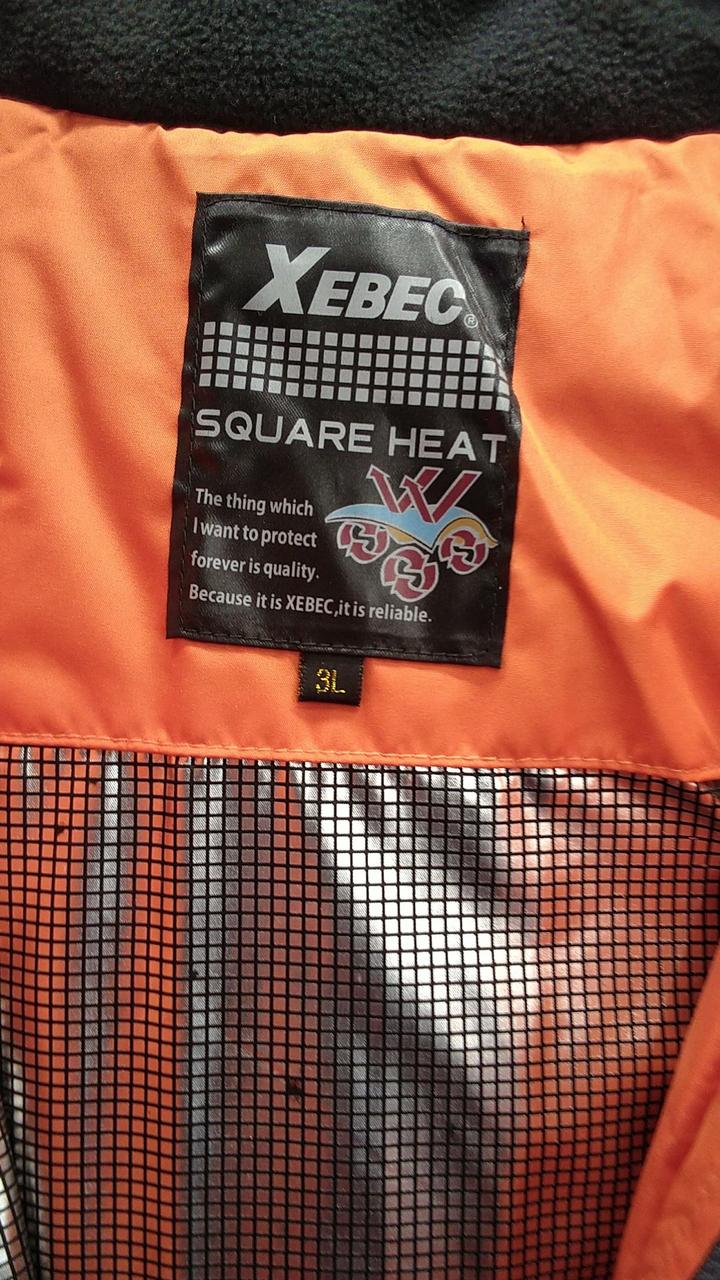 XEBEC®
SQUARE HEAT
W
The thing which
I want to protect
forever is quality.
Because it is XEBEC,it is reliable.
3L